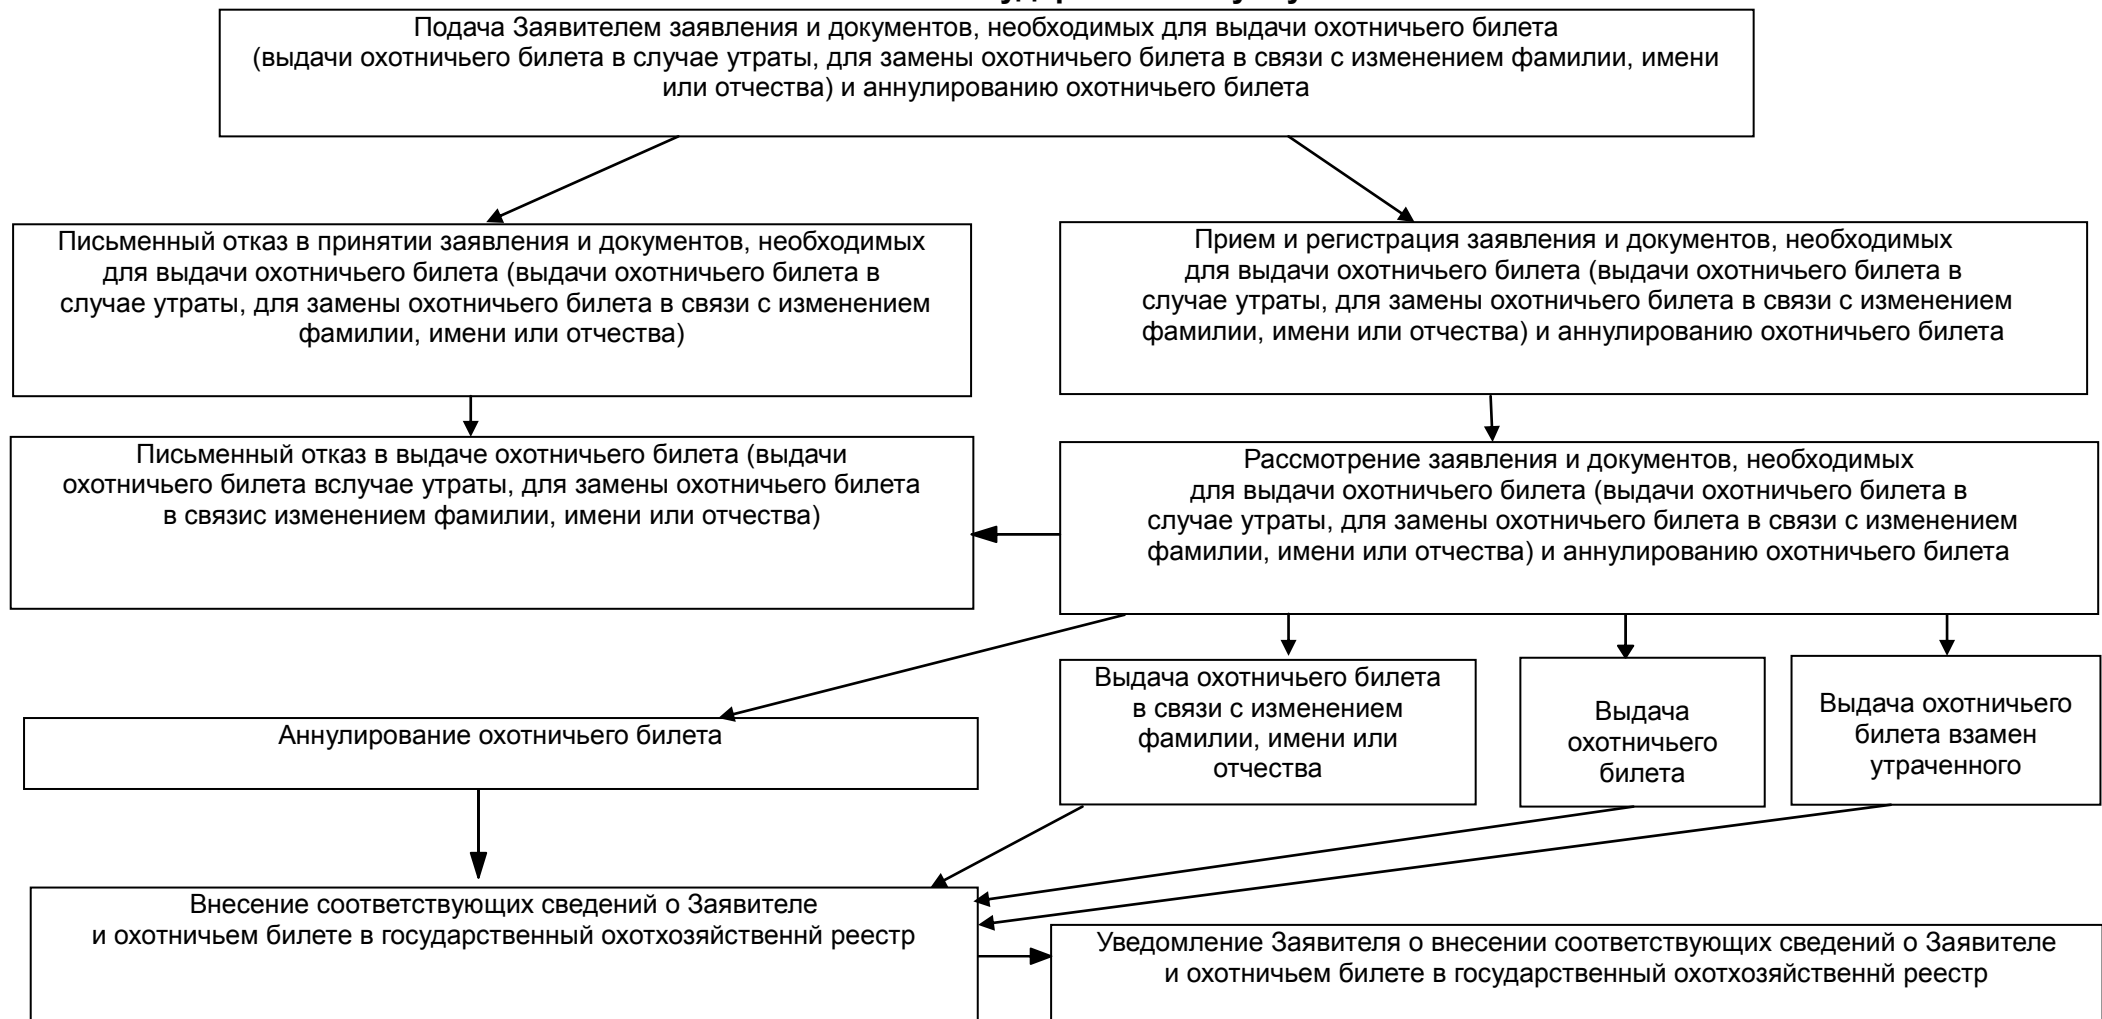 Подача Заявителем заявления и документов, необходимых для выдачи охотничьего билета
(выдачи охотничьего билета в случае утраты, для замены охотничьего билета в связи с изменением фамилии, имени
или отчества) и аннулированию охотничьего билета
Письменный отказ в принятии заявления и документов, необходимых
для выдачи охотничьего билета (выдачи охотничьего билета в
случае утраты, для замены охотничьего билета в связи с изменением
фамилии, имени или отчества)
Прием и регистрация заявления и документов, необходимых
для выдачи охотничьего билета (выдачи охотничьего билета в
случае утраты, для замены охотничьего билета в связи с изменением
фамилии, имени или отчества) и аннулированию охотничьего билета
Письменный отказ в выдаче охотничьего билета (выдачи
охотничьего билета вслучае утраты, для замены охотничьего билета
в связис изменением фамилии, имени или отчества)
Рассмотрение заявления и документов, необходимых
для выдачи охотничьего билета (выдачи охотничьего билета в
случае утраты, для замены охотничьего билета в связи с изменением
фамилии, имени или отчества) и аннулированию охотничьего билета
Аннулирование охотничьего билета
Выдача охотничьего билета
в связи с изменением
фамилии, имени или
отчества
Выдача
охотничьего
билета
Выдача охотничьего
билета взамен
утраченного
Внесение соответствующих сведений о Заявителе
и охотничьем билете в государственный охотхозяйственнй реестр
Уведомление Заявителя о внесении соответствующих сведений о Заявителе
и охотничьем билете в государственный охотхозяйственнй реестр